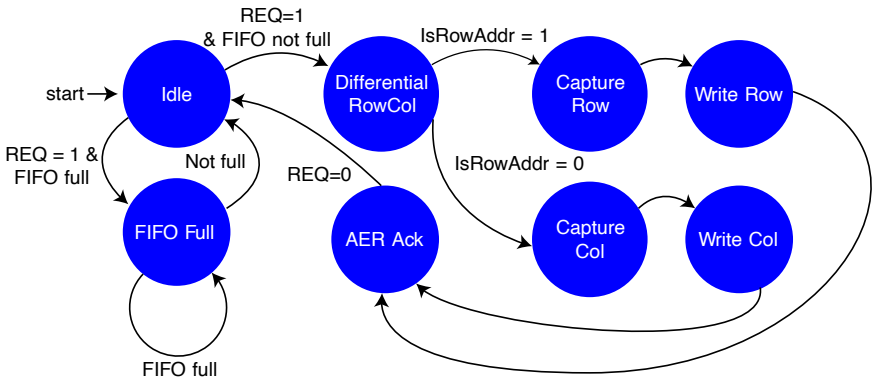 REQ=1
& FIFO not full
IsRowAddr = 1
start
Idle
Differential
RowCol
Capture
Row
Write Row
REQ = 1 &
FIFO full
Not full
REQ=0
IsRowAddr = 0
FIFO Full
AER Ack
Capture
Col
Write Col
FIFO full